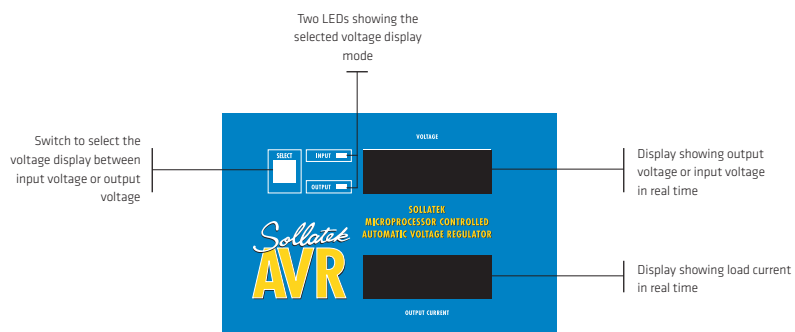 Two LEDs showing the
selected voltage display
mode
Switch to select the
voltage display between
input voltage or output
voltage
SELECT
INPUT
OUTPUT
VOLTAGE
Display showing output
voltage or input voltage
in real time
SOLLATEK
MICROPROCESSOR CONTROLLED
AUTOMATIC VOLTAGE REGULATOR
Sollatek
AVR
Display showing load current
in real time
OUTPUT CURRENT